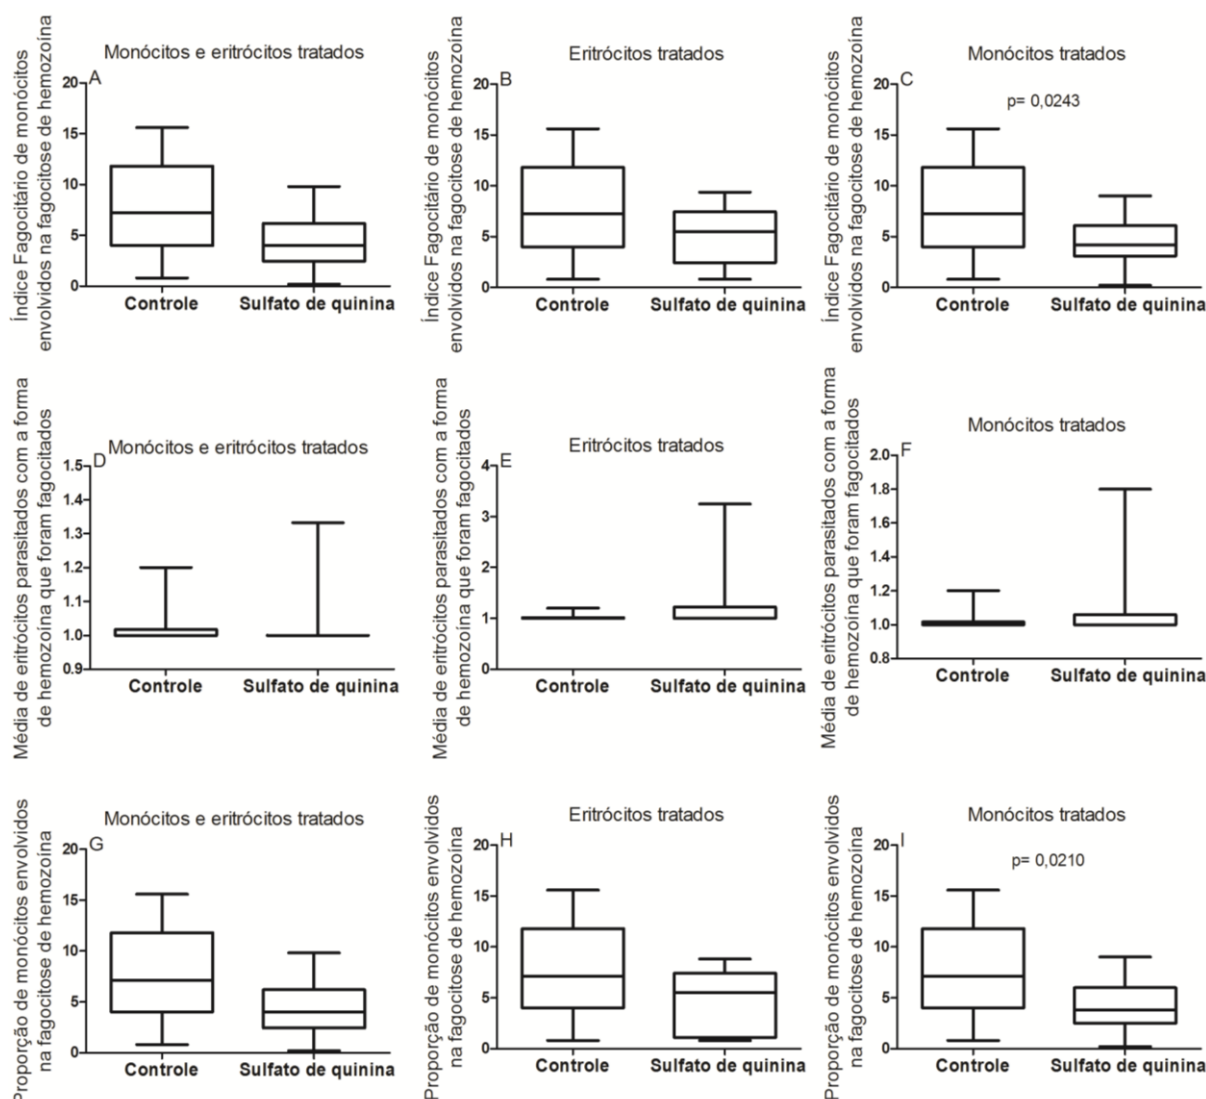 Índice Fagocitário de monócitos
envolvidos na fagocitose de hemozoína
Monócitos e eritrócitos tratados
A
20
15
10
5
0
Controle
Sulfato de quinina
Índice Fagocitário de monócitos
envolvidos na fagocitose de hemozoína
Eritrócitos tratados
B
20
15
10
5
0
Controle
Sulfato de quinina
Índice Fagocitário de monócitos
envolvidos na fagocitose de hemozoína
Monócitos tratados
C
p= 0,0243
20
15
10
5
0
Controle
Sulfato de quinina
Média de eritrócitos parasitados com a forma
de hemozoína que foram fagocitados
Monócitos e eritrócitos tratados
D
1.5
1.4
1.3
1.2
1.1
1.0
0.9
Controle
Sulfato de quinina
Média de eritrócitos parasitados com a forma
de hemozoína que foram fagocitados
Eritrócitos tratados
E
4
3
2
1
0
Controle
Sulfato de quinina
Média de eritrócitos parasitados com a forma
de hemozoína que foram fagocitados
Monócitos tratados
F
2.0
1.8
1.6
1.4
1.2
1.0
0.8
Controle
Sulfato de quinina
Proporção de monócitos envolvidos
na fagocitose de hemozoína
Monócitos e eritrócitos tratados
G
20
15
10
5
0
Controle
Sulfato de quinina
Proporção de monócitos envolvidos
na fagocitose de hemozoína
Eritrócitos tratados
H
20
15
10
5
0
Controle
Sulfato de quinina
Proporção de monócitos envolvidos
na fagocitose de hemozoína
Monócitos tratados
I
p= 0,0210
20
15
10
5
0
Controle
Sulfato de quinina